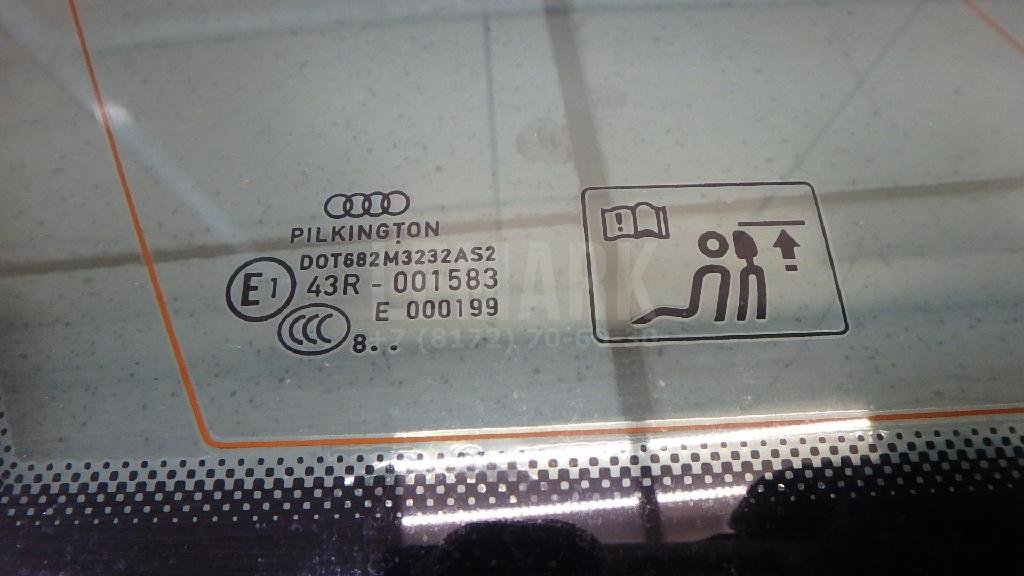 PILKINGTON
DOT682M3232AS2
E1 43R - 001583
E 000199
CCC 8..